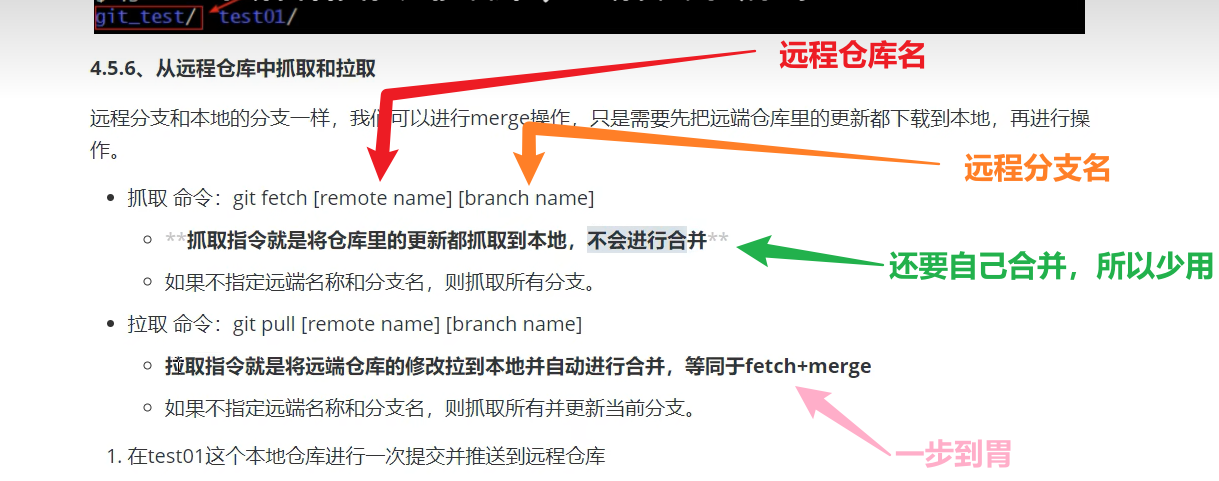 git_test/ test01/
4.5.6、从远程仓库中抓取和拉取
远程仓库名
远程分支和本地的分支一样，我们可以进行merge操作，只是需要先把远端仓库里的更新都下载到本地，再进行操
作。
远程分支名
抓取 命令：git fetch [remote name] [branch name]
**抓取指令就是将仓库里的更新都抓取到本地，不会进行合并**
还要自己合并，所以少用
如果不指定远端名称和分支名，则抓取所有分支。
拉取 命令：git pull [remote name] [branch name]
拉取指令就是将远端仓库的修改拉到本地并自动进行合并，等同于fetch+merge
如果不指定远端名称和分支名，则抓取所有并更新当前分支。
一步到胃
1. 在test01这个本地仓库进行一次提交并推送到远程仓库